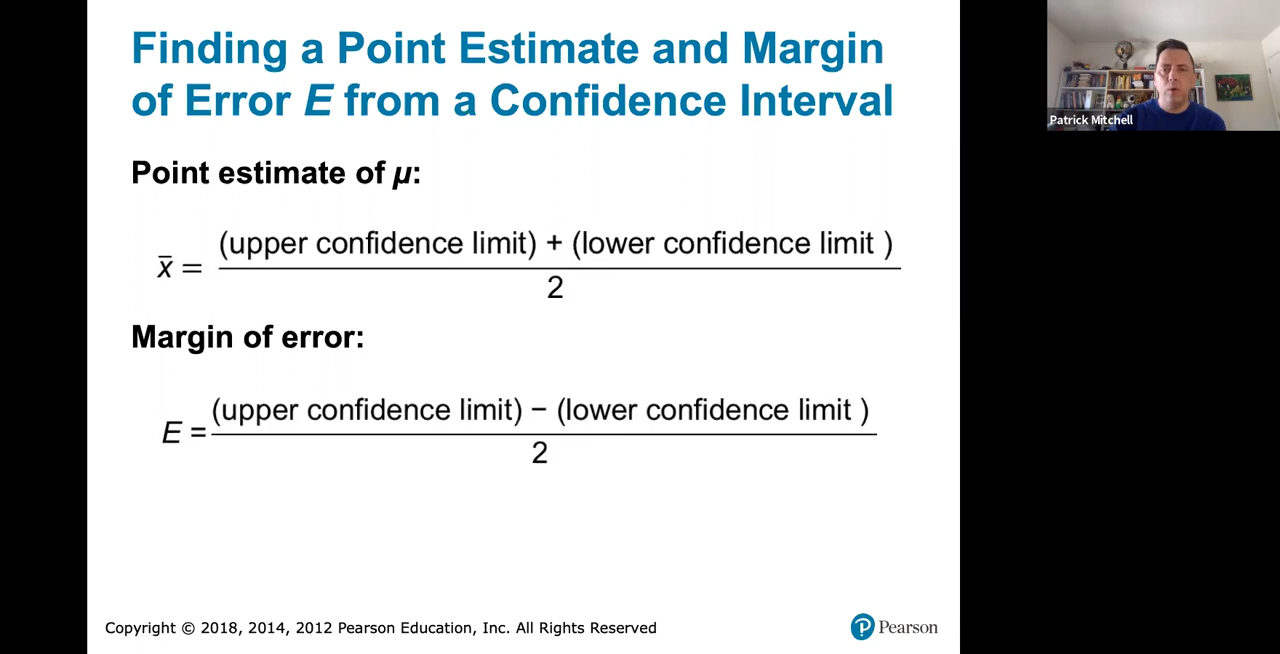 Finding a Point Estimate and Margin
of Error E from a Confidence Interval
Patrick Mitchell
Point estimate of μ:
x̄ = (upper confidence limit) + (lower confidence limit )
2
Margin of error:
E = (upper confidence limit) − (lower confidence limit )
2
Copyright © 2018, 2014, 2012 Pearson Education, Inc. All Rights Reserved
Pearson